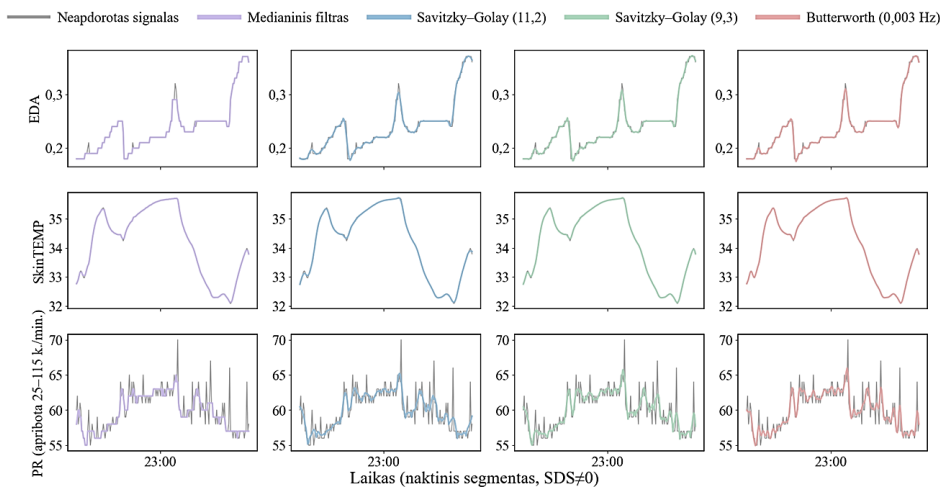 Neapdorotas signalas Medianinis filtras Savitzky–Golay (11,2) Savitzky–Golay (9,3) Butterworth (0,003 Hz)
EDA
0,3 0,3 0,3 0,3
0,2 0,2 0,2 0,2
SkinTEMP
35 35 35 35
34 34 34 34
33 33 33 33
32 32 32 32
PR (apribota 25–115 k./min.)
70 70 70 70
65 65 65 65
60 60 60 60
55 55 55 55
23:00 23:00 23:00 23:00
Laikas (naktinis segmentas, SDS≠0)